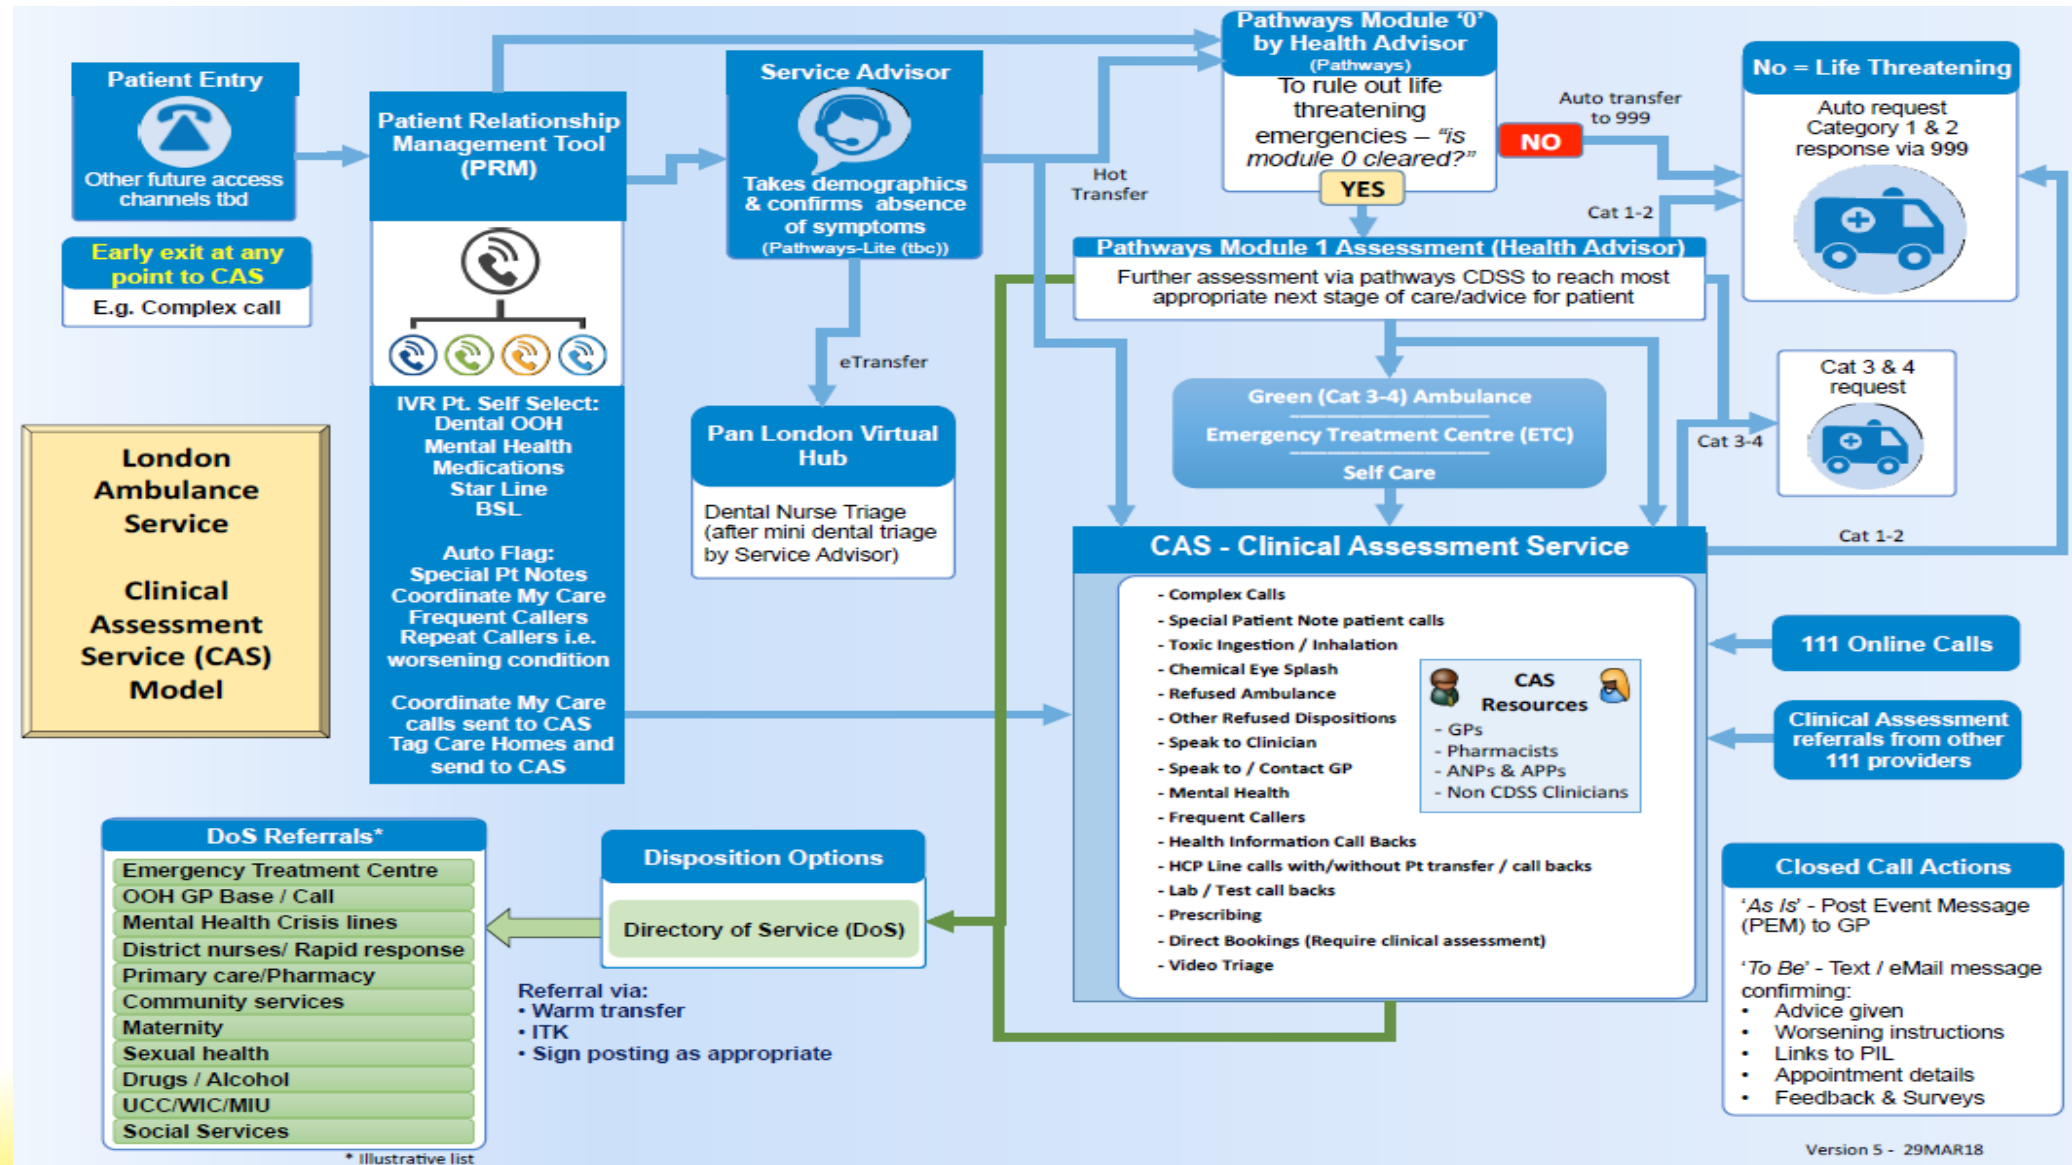 Patient Entry
Other future access
channels tbd
Early exit at any
point to CAS
E.g. Complex call
London
Ambulance
Service
Clinical
Assessment
Service (CAS)
Model
Patient Relationship
Management Tool
(PRM)
IVR Pt. Self Select:
Dental OOH
Mental Health
Medications
Star Line
BSL
Auto Flag:
Special Pt Notes
Coordinate My Care
Frequent Callers
Repeat Callers i.e.
worsening condition
Coordinate My Care
calls sent to CAS
Tag Care Homes and
send to CAS
Service Advisor
Takes demographics
& confirms absence
of symptoms
(Pathways-Lite (tbc))
eTransfer
Pan London Virtual
Hub
Dental Nurse Triage
(after mini dental triage
by Service Advisor)
Hot
Transfer
Pathways Module '0'
by Health Advisor
(Pathways)
To rule out life
threatening
emergencies – “is
module 0 cleared?”
NO
YES
Auto transfer
to 999
Cat 1-2
No = Life Threatening
Auto request
Category 1 & 2
response via 999
Pathways Module 1 Assessment (Health Advisor)
Further assessment via pathways CDSS to reach most
appropriate next stage of care/advice for patient
Green (Cat 3-4) Ambulance
Emergency Treatment Centre (ETC)
Self Care
Cat 3 & 4
request
Cat 3-4
Cat 1-2
CAS - Clinical Assessment Service
- Complex Calls
- Special Patient Note patient calls
- Toxic Ingestion / Inhalation
- Chemical Eye Splash
- Refused Ambulance
- Other Refused Dispositions
- Speak to Clinician
- Speak to / Contact GP
- Mental Health
- Frequent Callers
- Health Information Call Backs
- HCP Line calls with/without Pt transfer / call backs
- Lab / Test call backs
- Prescribing
- Direct Bookings (Require clinical assessment)
- Video Triage
CAS
Resources
- GPs
- Pharmacists
- ANPs & APPs
- Non CDSS Clinicians
111 Online Calls
Clinical Assessment
referrals from other
111 providers
DoS Referrals*
Emergency Treatment Centre
OOH GP Base / Call
Mental Health Crisis lines
District nurses/ Rapid response
Primary care/Pharmacy
Community services
Maternity
Sexual health
Drugs / Alcohol
UCC/WIC/MIU
Social Services
* Illustrative list
Disposition Options
Directory of Service (DoS)
Referral via:
• Warm transfer
• ITK
• Sign posting as appropriate
Closed Call Actions
'As Is' - Post Event Message
(PEM) to GP
'To Be' - Text / eMail message
confirming:
• Advice given
• Worsening instructions
• Links to PIL
• Appointment details
• Feedback & Surveys
Version 5 - 29MAR18